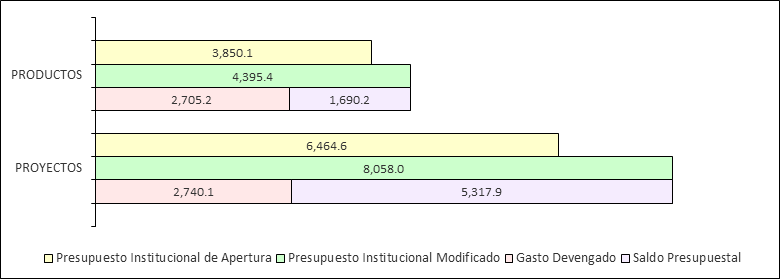 3,850.1
PRODUCTOS
4,395.4
2,705.2 1,690.2
6,464.6
PROYECTOS
8,058.0
2,740.1 5,317.9
Presupuesto Institucional de Apertura Presupuesto Institucional Modificado Gasto Devengado Saldo Presupuestal